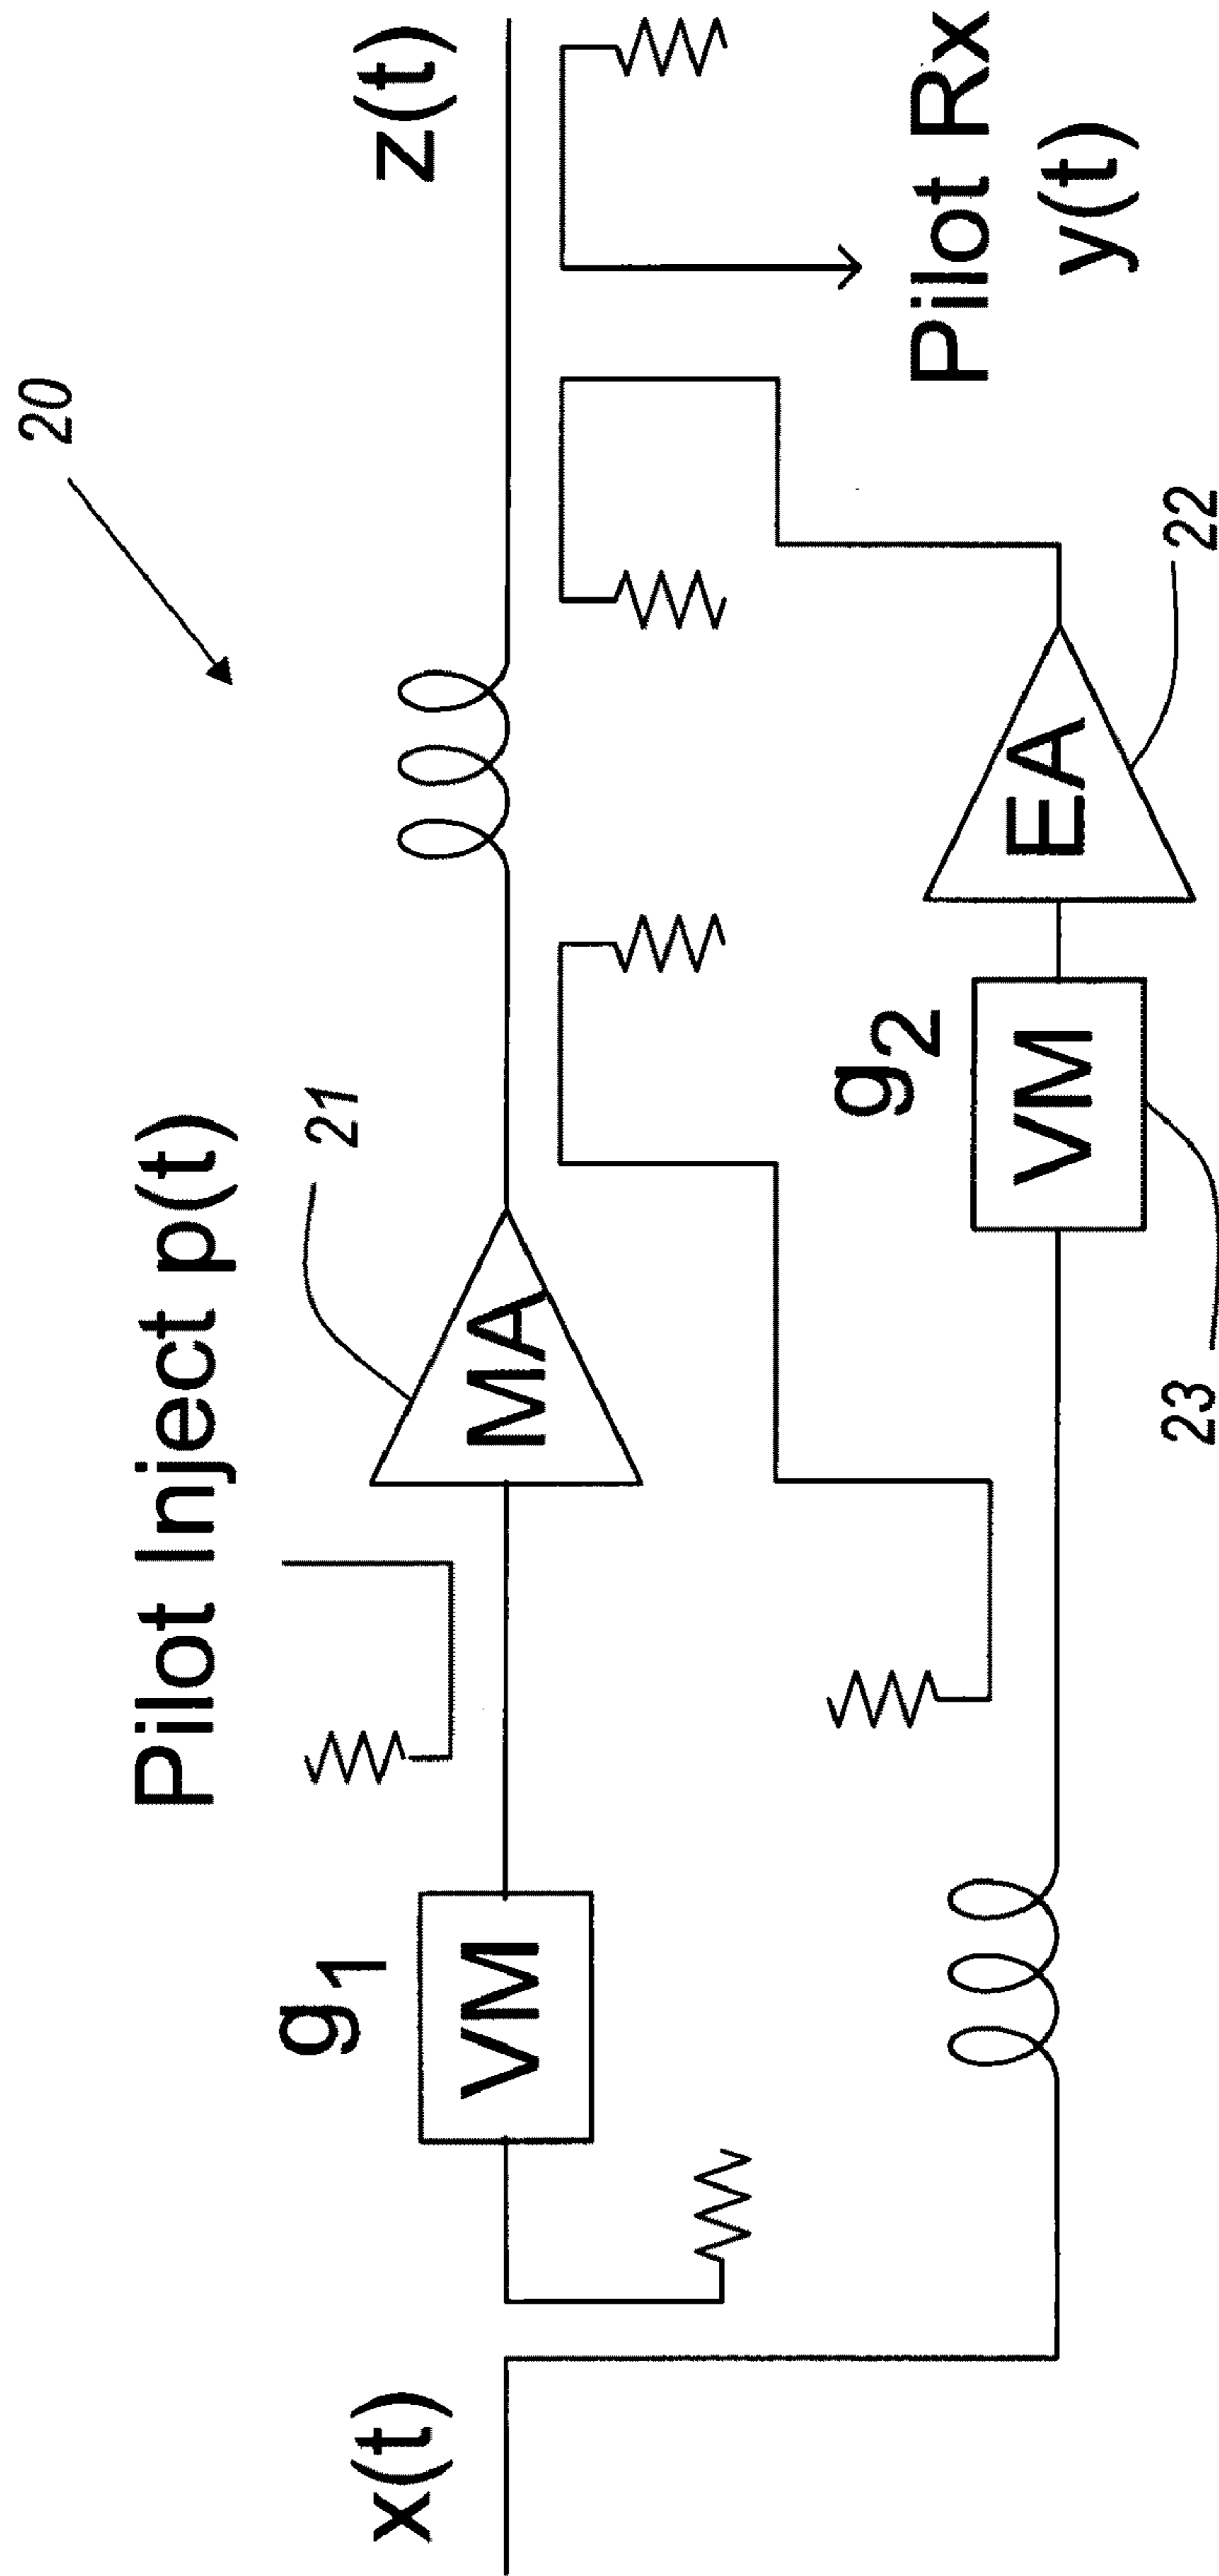 20
Pilot Inject p(t)
21
g1
VM
MA
x(t)
z(t)
g2
VM
EA
23
22
Pilot Rx
y(t)